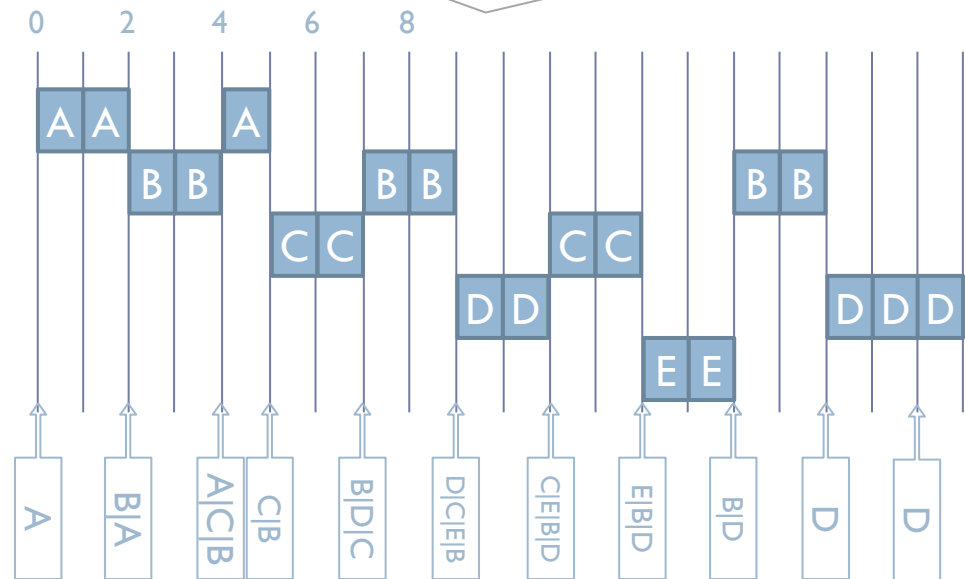 0 2 4 6 8
A A A
B B B B B B
C C C C
D D D D D
E E
A
B|A
A|C|B
C|B
B|D|C
D|C|E|B
C|E|B|D
E|B|D
B|D
D
D